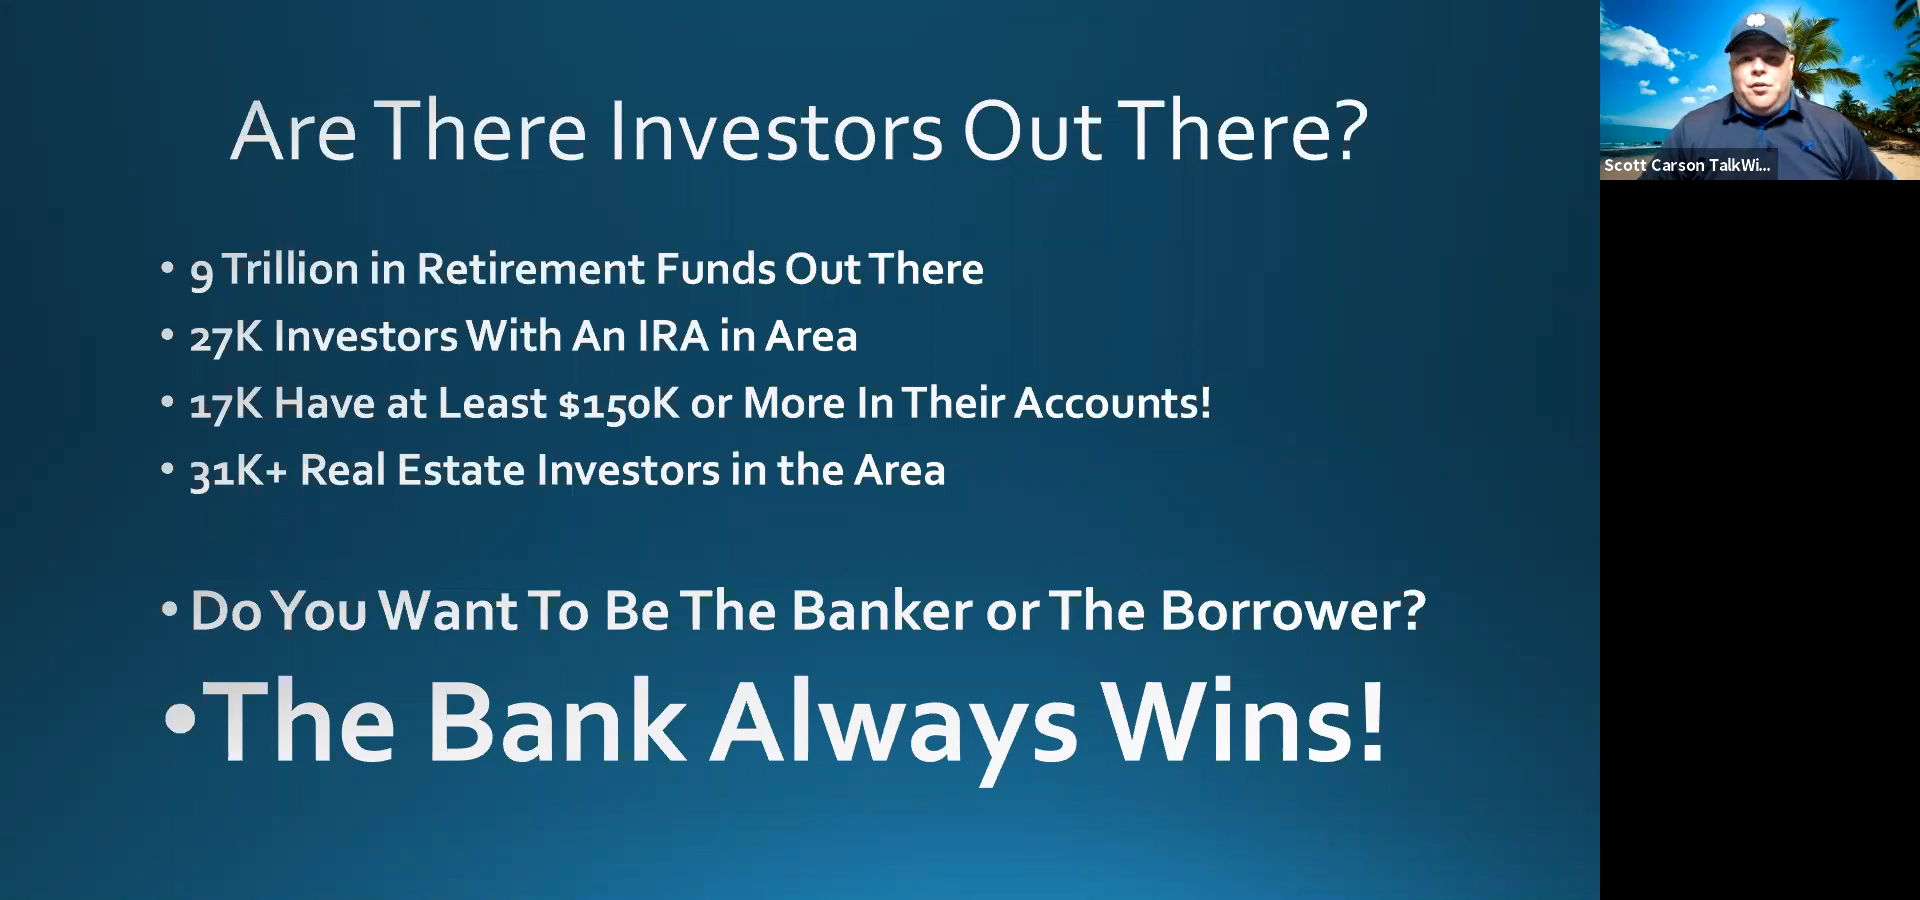 Are There Investors Out There?
• 9 Trillion in Retirement Funds Out There
• 27K Investors With An IRA in Area
• 17K Have at Least $150K or More In Their Accounts!
• 31K+ Real Estate Investors in the Area
• Do You Want To Be The Banker or The Borrower?
• The Bank Always Wins!
Scott Carson TalkWi...